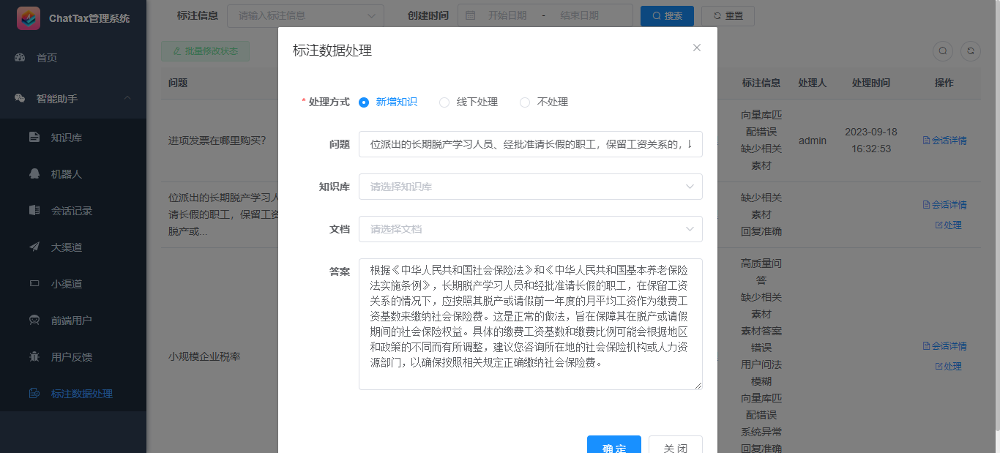 ChatTax管理系统
首页
智能助手
知识库
机器人
会话记录
大渠道
小渠道
前端用户
用户反馈
标注数据处理
标注信息 请输入标注信息 创建时间 开始日期 - 结束日期 搜索 重置
批量修改状态
问题 标注信息 处理人 处理时间 操作
进项发票在哪里购买?
向量库匹
配错误
缺少相关
素材
admin
2023-09-18
16:32:53
会话详情
位派出的长期脱产学习人
请长假的职工，保留工资
脱产或...
缺少相关
素材
回复准确
会话详情
处理
小规模企业税率
高质量问
答
缺少相关
素材
素材答案
错误
用户问法
模糊
向量库匹
配错误
系统异常
回复准确
会话详情
处理
标注数据处理
* 处理方式 新增知识 线下处理 不处理
问题 位派出的长期脱产学习人员、经批准请长假的职工，保留工资关系的，
知识库 请选择知识库
文档 请选择文档
答案
根据《中华人民共和国社会保险法》和《中华人民共和国基本养老保险
法实施条例》，长期脱产学习人员和经批准请长假的职工，在保留工资
关系的情况下，应按照其脱产或请假前一年度的月平均工资作为缴费工
资基数来缴纳社会保险费。这是正常的做法，旨在保障其在脱产或请假
期间的社会保险权益。具体的缴费工资基数和缴费比例可能会根据地区
和政策的不同而有所调整，建议您咨询所在地的社会保险机构或人力资
源部门，以确保按照相关规定正确缴纳社会保险费。
确 定 关 闭